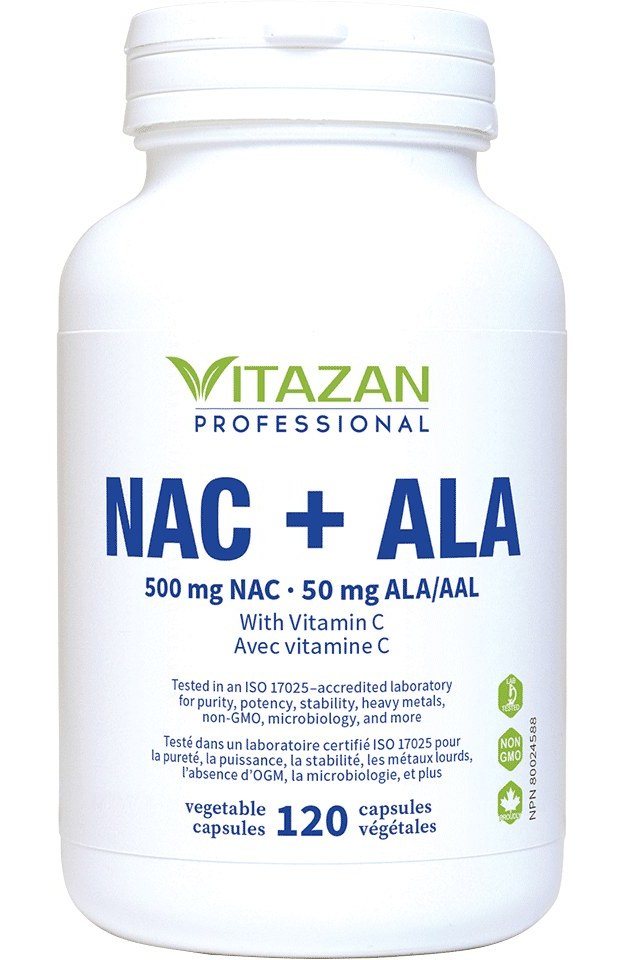 VITAZAN
PROFESSIONAL
NAC + ALA
500 mg NAC • 50 mg ALA/AAL
With Vitamin C
Avec vitamine C
Tested in an ISO 17025–accredited laboratory
for purity, potency, stability, heavy metals,
non-GMO, microbiology, and more
Testé dans un laboratoire certifié ISO 17025 pour
la pureté, la puissance, la stabilité, les métaux lourds,
l’absence d’OGM, la microbiologie, et plus
vegetable
capsules
120
capsules
végétales
LAB
TESTED
NON
GMO
PROUDLY
NPN 80024588